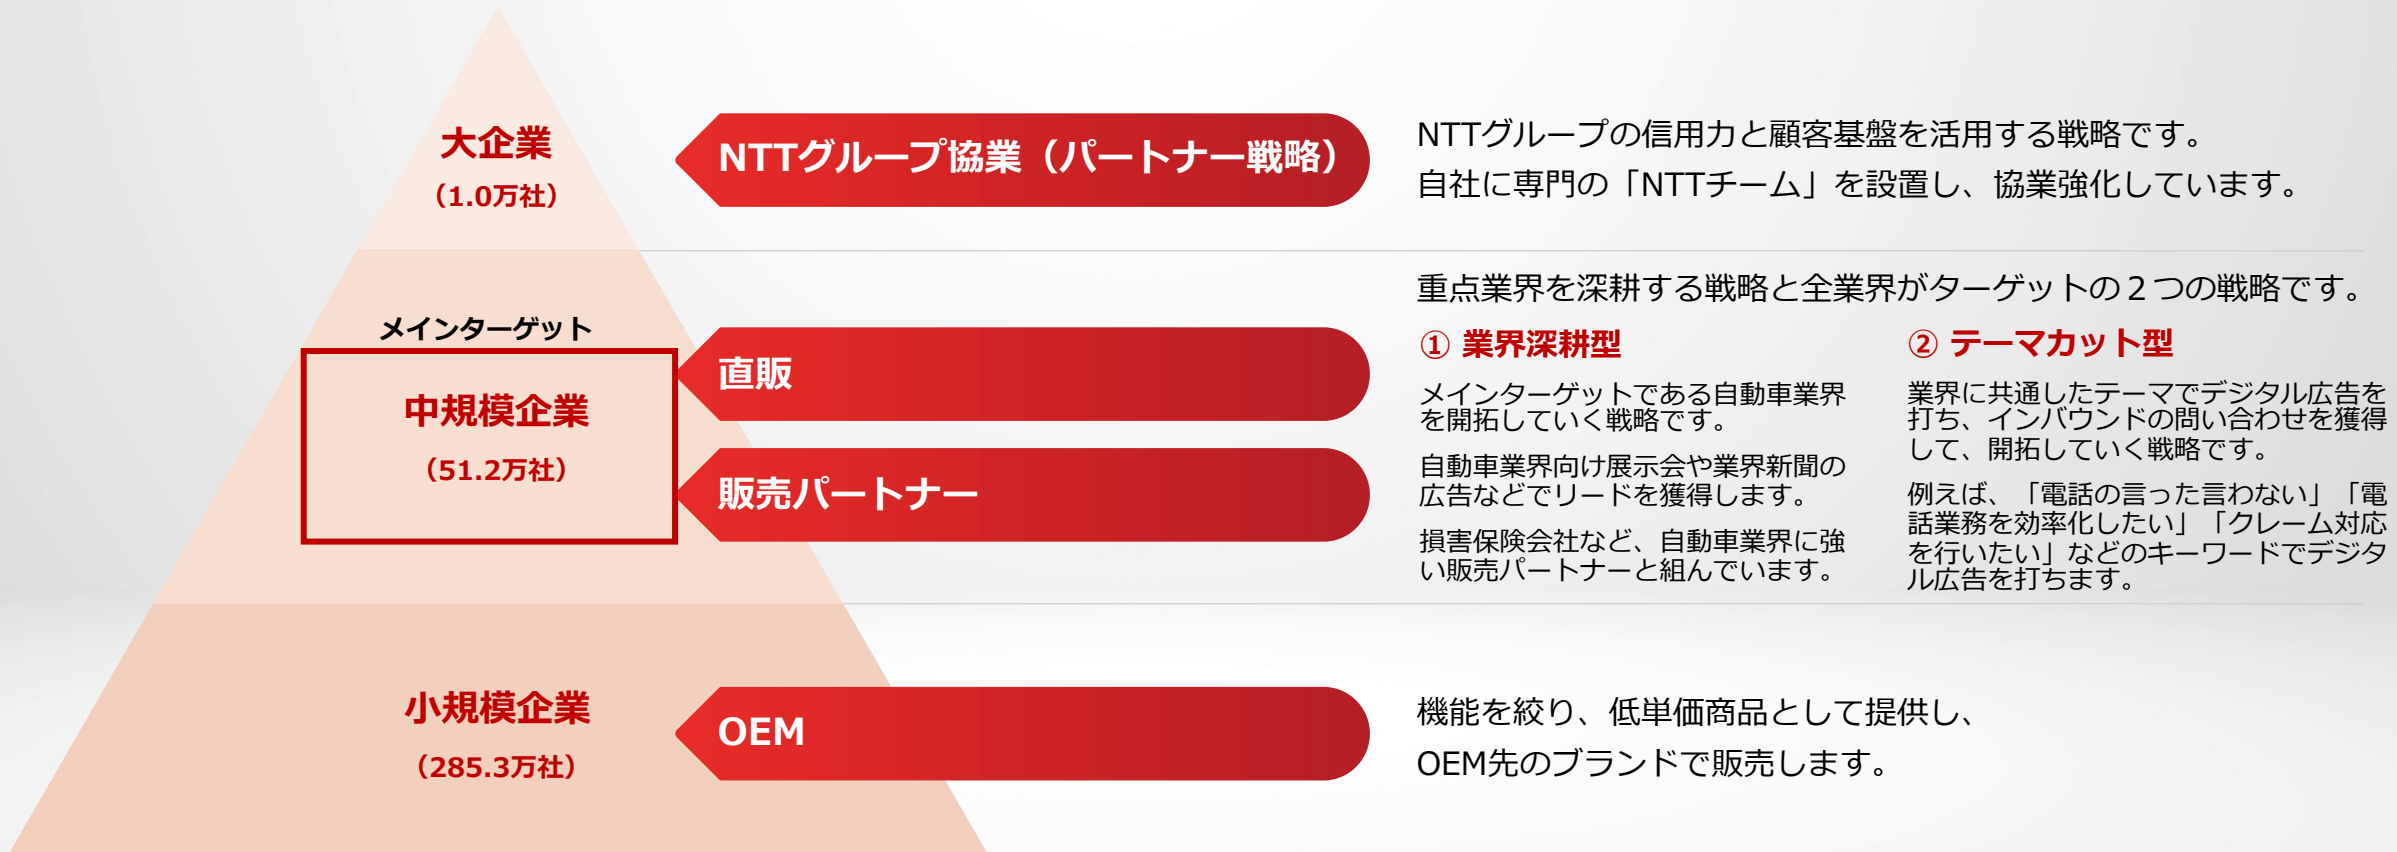 大企業
（1.0万社）
NTTグループ協業（パートナー戦略）
NTTグループの信用力と顧客基盤を活用する戦略です。
自社に専門の「NTTチーム」を設置し、協業強化しています。
メインターゲット
中規模企業
（51.2万社）
直販
販売パートナー
重点業界を深耕する戦略と全業界がターゲットの２つの戦略です。
① 業界深耕型
メインターゲットである自動車業界
を開拓していく戦略です。
自動車業界向け展示会や業界新聞の
広告などでリードを獲得します。
損害保険会社など、自動車業界に強
い販売パートナーと組んでいます。
② テーマカット型
業界に共通したテーマでデジタル広告を
打ち、インバウンドの問い合わせを獲得
して、開拓していく戦略です。
例えば、「電話の言った言わない」「電
話業務を効率化したい」「クレーム対応
を行いたい」などのキーワードでデジタ
ル広告を打ちます。
小規模企業
（285.3万社）
OEM
機能を絞り、低単価商品として提供し、
OEM先のブランドで販売します。